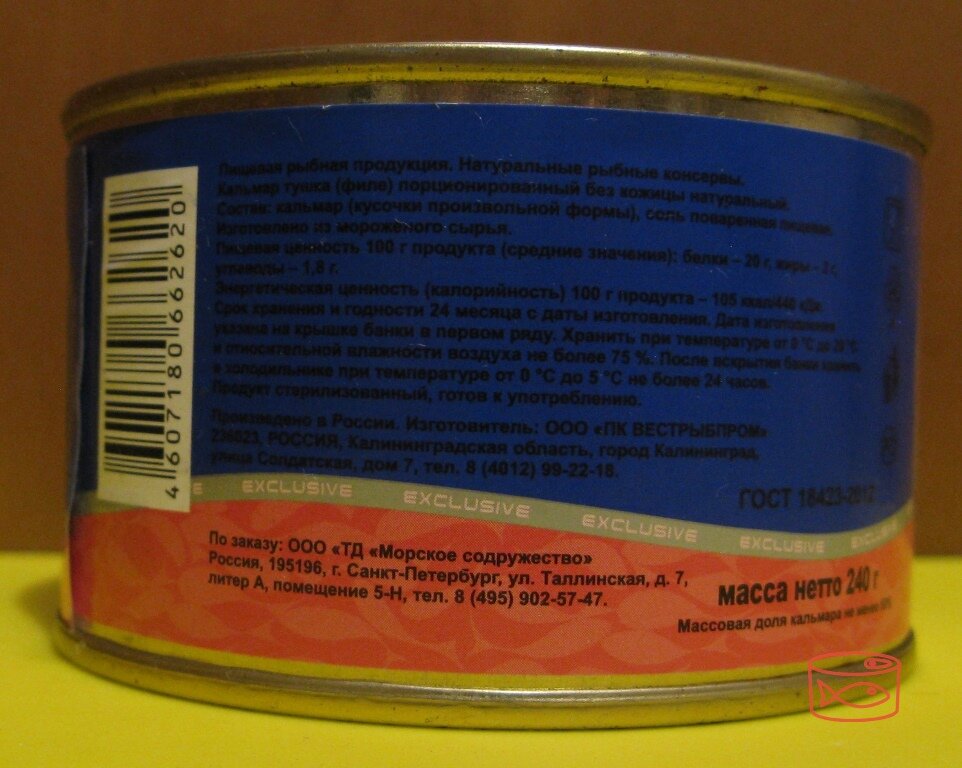 Пищевая рыбная продукция. Натуральные рыбные консервы.
Кальмар тушка (филе) порционированный без кожицы натуральный.
Состав: кальмар (кусочки произвольной формы), соль поваренная пищевая.
Изготовлено из мороженого сырья.
Пищевая ценность 100 г продукта (средние значения): белки – 20 г, жиры - 2 г,
углеводы – 1,8 г.
Энергетическая ценность (калорийность) 100 г продукта – 105 ккал/440 кДж
Срок хранения и годности 24 месяца с даты изготовления. Дата изготовления
указана на крышке банки в первом ряду. Хранить при температуре от 0 °С до 20 °С
и относительной влажности воздуха не более 75 %. После вскрытия банки хранить
в холодильнике при температуре от 0 °С до 5 °С не более 24 часов.
Продукт стерилизованный, готов к употреблению.
Произведено в России. Изготовитель: ООО «ПК ВЕСТРЫБПРОМ»
236023, РОССИЯ, Калининградская область, город Калининград,
улица Солдатская, дом 7, тел. 8 (4012) 99-22-18.
4 607180 662620
ГОСТ 18423-2012
EXCLUSIVE EXCLUSIVE EXCLUSIVE EXCLUSIVE
По заказу: ООО «ТД «Морское содружество»
Россия, 195196, г. Санкт-Петербург, ул. Таллинская, д. 7,
литер А, помещение 5-Н, тел. 8 (495) 902-57-47.
масса нетто 240 г
Массовая доля кальмара не менее